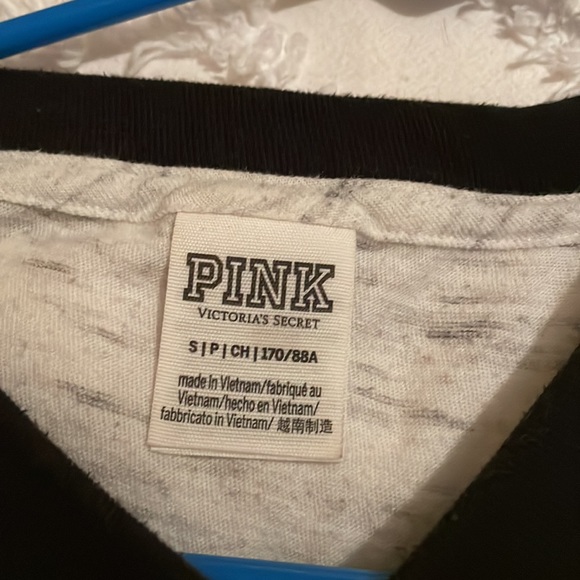 PINK
VICTORIA'S SECRET
S | P | CH | 170/88A
made in Vietnam/fabriqué au
Vietnam/hecho en Vietnam/
fabbricato in Vietnam/ 越南制造